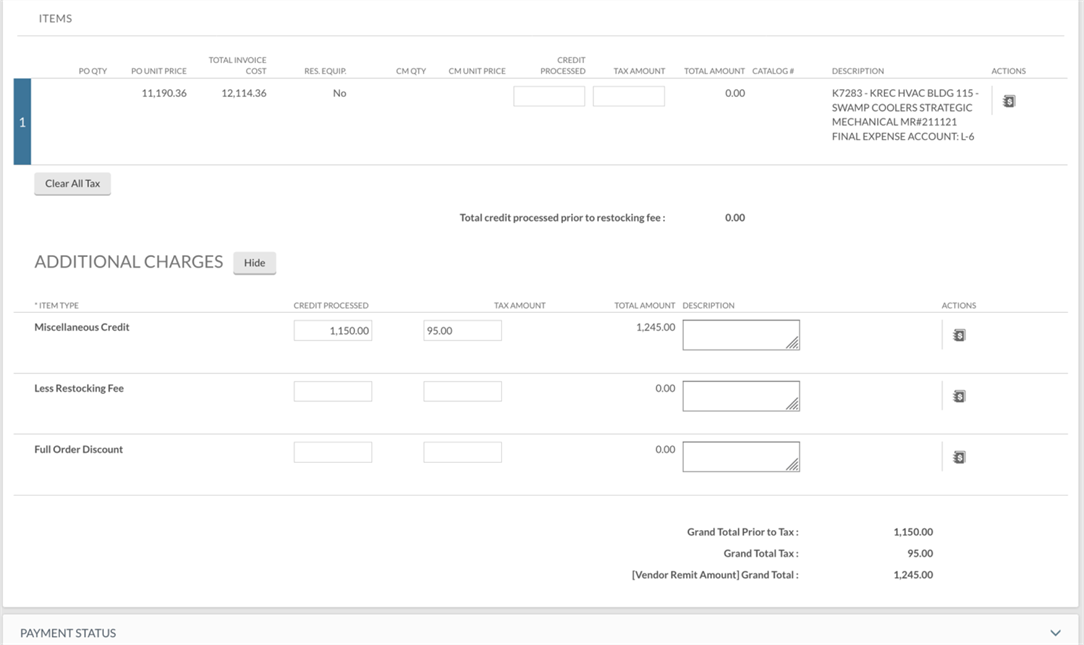 ITEMS
PO QTY PO UNIT PRICE TOTAL INVOICE COST RES. EQUIP. CM QTY CM UNIT PRICE CREDIT PROCESSED TAX AMOUNT TOTAL AMOUNT CATALOG # DESCRIPTION ACTIONS
1 11,190.36 12,114.36 No 0.00 K7283 - KREC HVAC BLDG 115 -
SWAMP COOLERS STRATEGIC
MECHANICAL MR#211121
FINAL EXPENSE ACCOUNT: L-6
Clear All Tax
Total credit processed prior to restocking fee : 0.00
ADDITIONAL CHARGES Hide
* ITEM TYPE CREDIT PROCESSED TAX AMOUNT TOTAL AMOUNT DESCRIPTION ACTIONS
Miscellaneous Credit 1,150.00 95.00 1,245.00
Less Restocking Fee 0.00
Full Order Discount 0.00
Grand Total Prior to Tax : 1,150.00
Grand Total Tax : 95.00
[Vendor Remit Amount] Grand Total : 1,245.00
PAYMENT STATUS